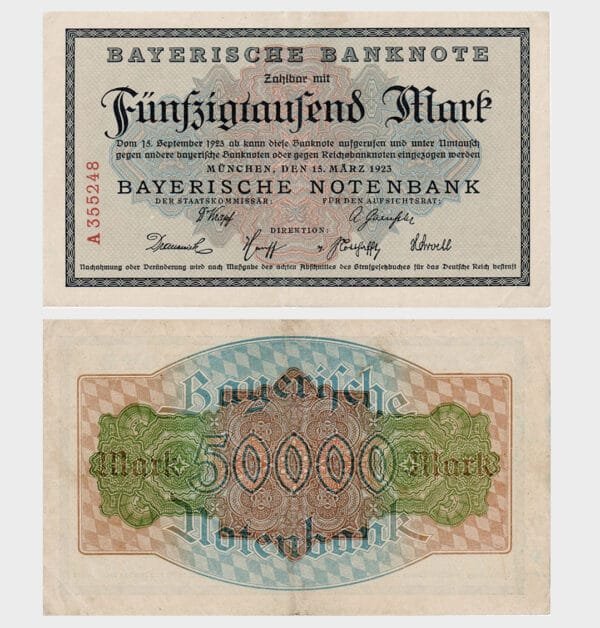 BAYERISCHE BANKNOTE
Zahlbar mit
Fünfzigtausend Mark
Vom 15. September 1923 ab kann diese Banknote aufgerufen und unter Umtausch
gegen andere bayerische Banknoten oder gegen Reichsbanknoten eingezogen werden
MÜNCHEN, DEN 15. MÄRZ 1923
BAYERISCHE NOTENBANK
DER STAATSKOMMISSÄR: FÜR DEN AUFSICHTSRAT:
DIREKTION:
A 355248
Nachahmung oder Veränderung wird nach Maßgabe des achten Abschnittes des Strafgesetzbuches für das Deutsche Reich bestraft
Bayerische
Mark 50000 Mark
Notenbank